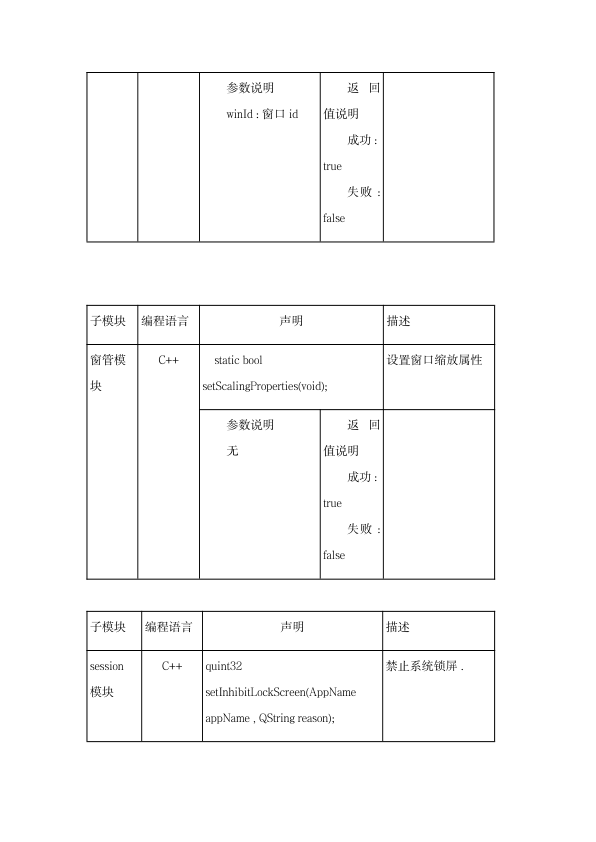 参数说明
winId : 窗口 id
返 回
值说明
成功 :
true
失败 :
false
子模块 编程语言 声明 描述
窗管模
块
C++
static bool
setScalingProperties(void);
设置窗口缩放属性
参数说明
无
返 回
值说明
成功 :
true
失败 :
false
子模块 编程语言 声明 描述
session
模块
C++
quint32
setInhibitLockScreen(AppName
appName , QString reason);
禁止系统锁屏 .